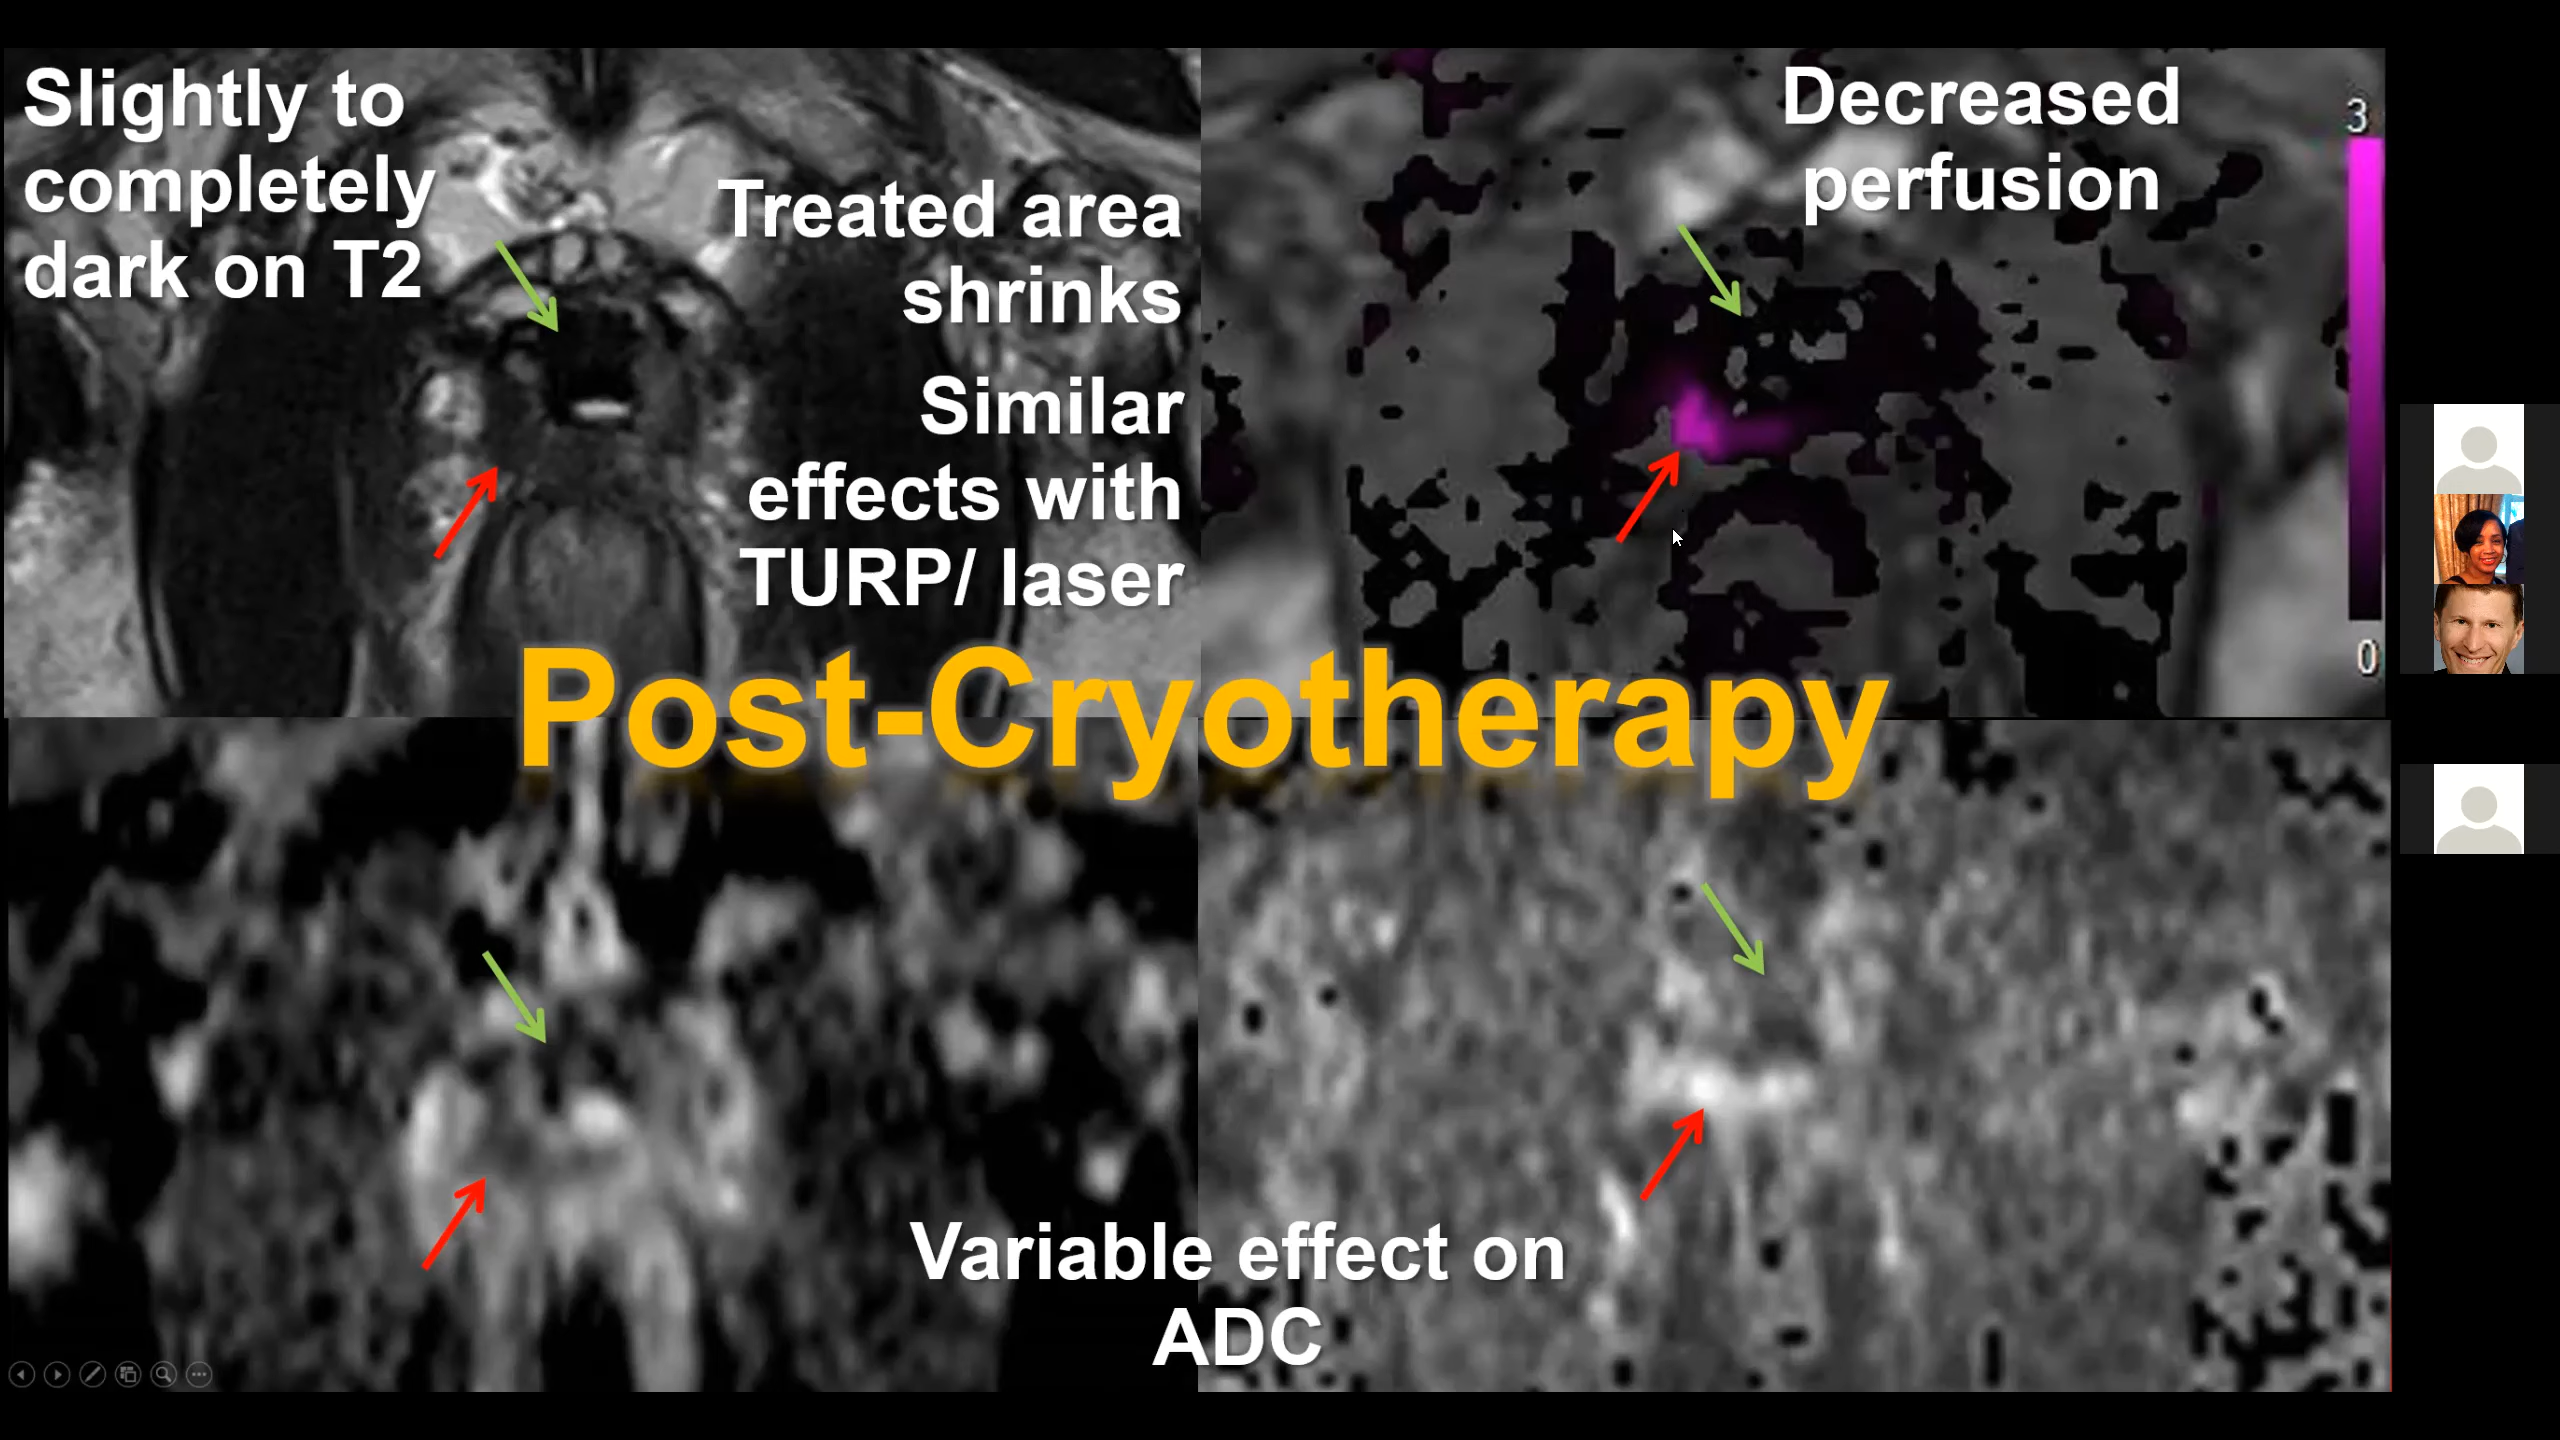 Slightly to
completely
dark on T2
Treated area
shrinks
Similar
effects with
TURP/ laser
Decreased
perfusion
3
0
Post-Cryotherapy
Variable effect on
ADC